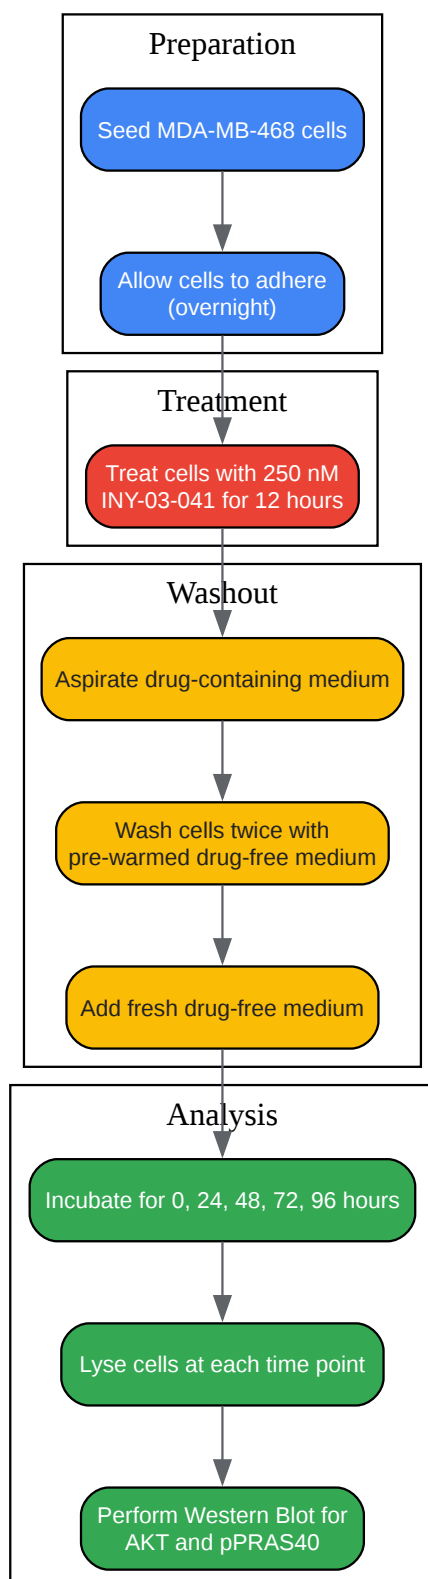 Preparation
Seed MDA-MB-468 cells
Allow cells to adhere
(overnight)
Treatment
Treat cells with 250 nM
INY-03-041 for 12 hours
Washout
Aspirate drug-containing medium
Wash cells twice with
pre-warmed drug-free medium
Add fresh drug-free medium
Analysis
Incubate for 0, 24, 48, 72, 96 hours
Lyse cells at each time point
Perform Western Blot for
AKT and pPRAS40